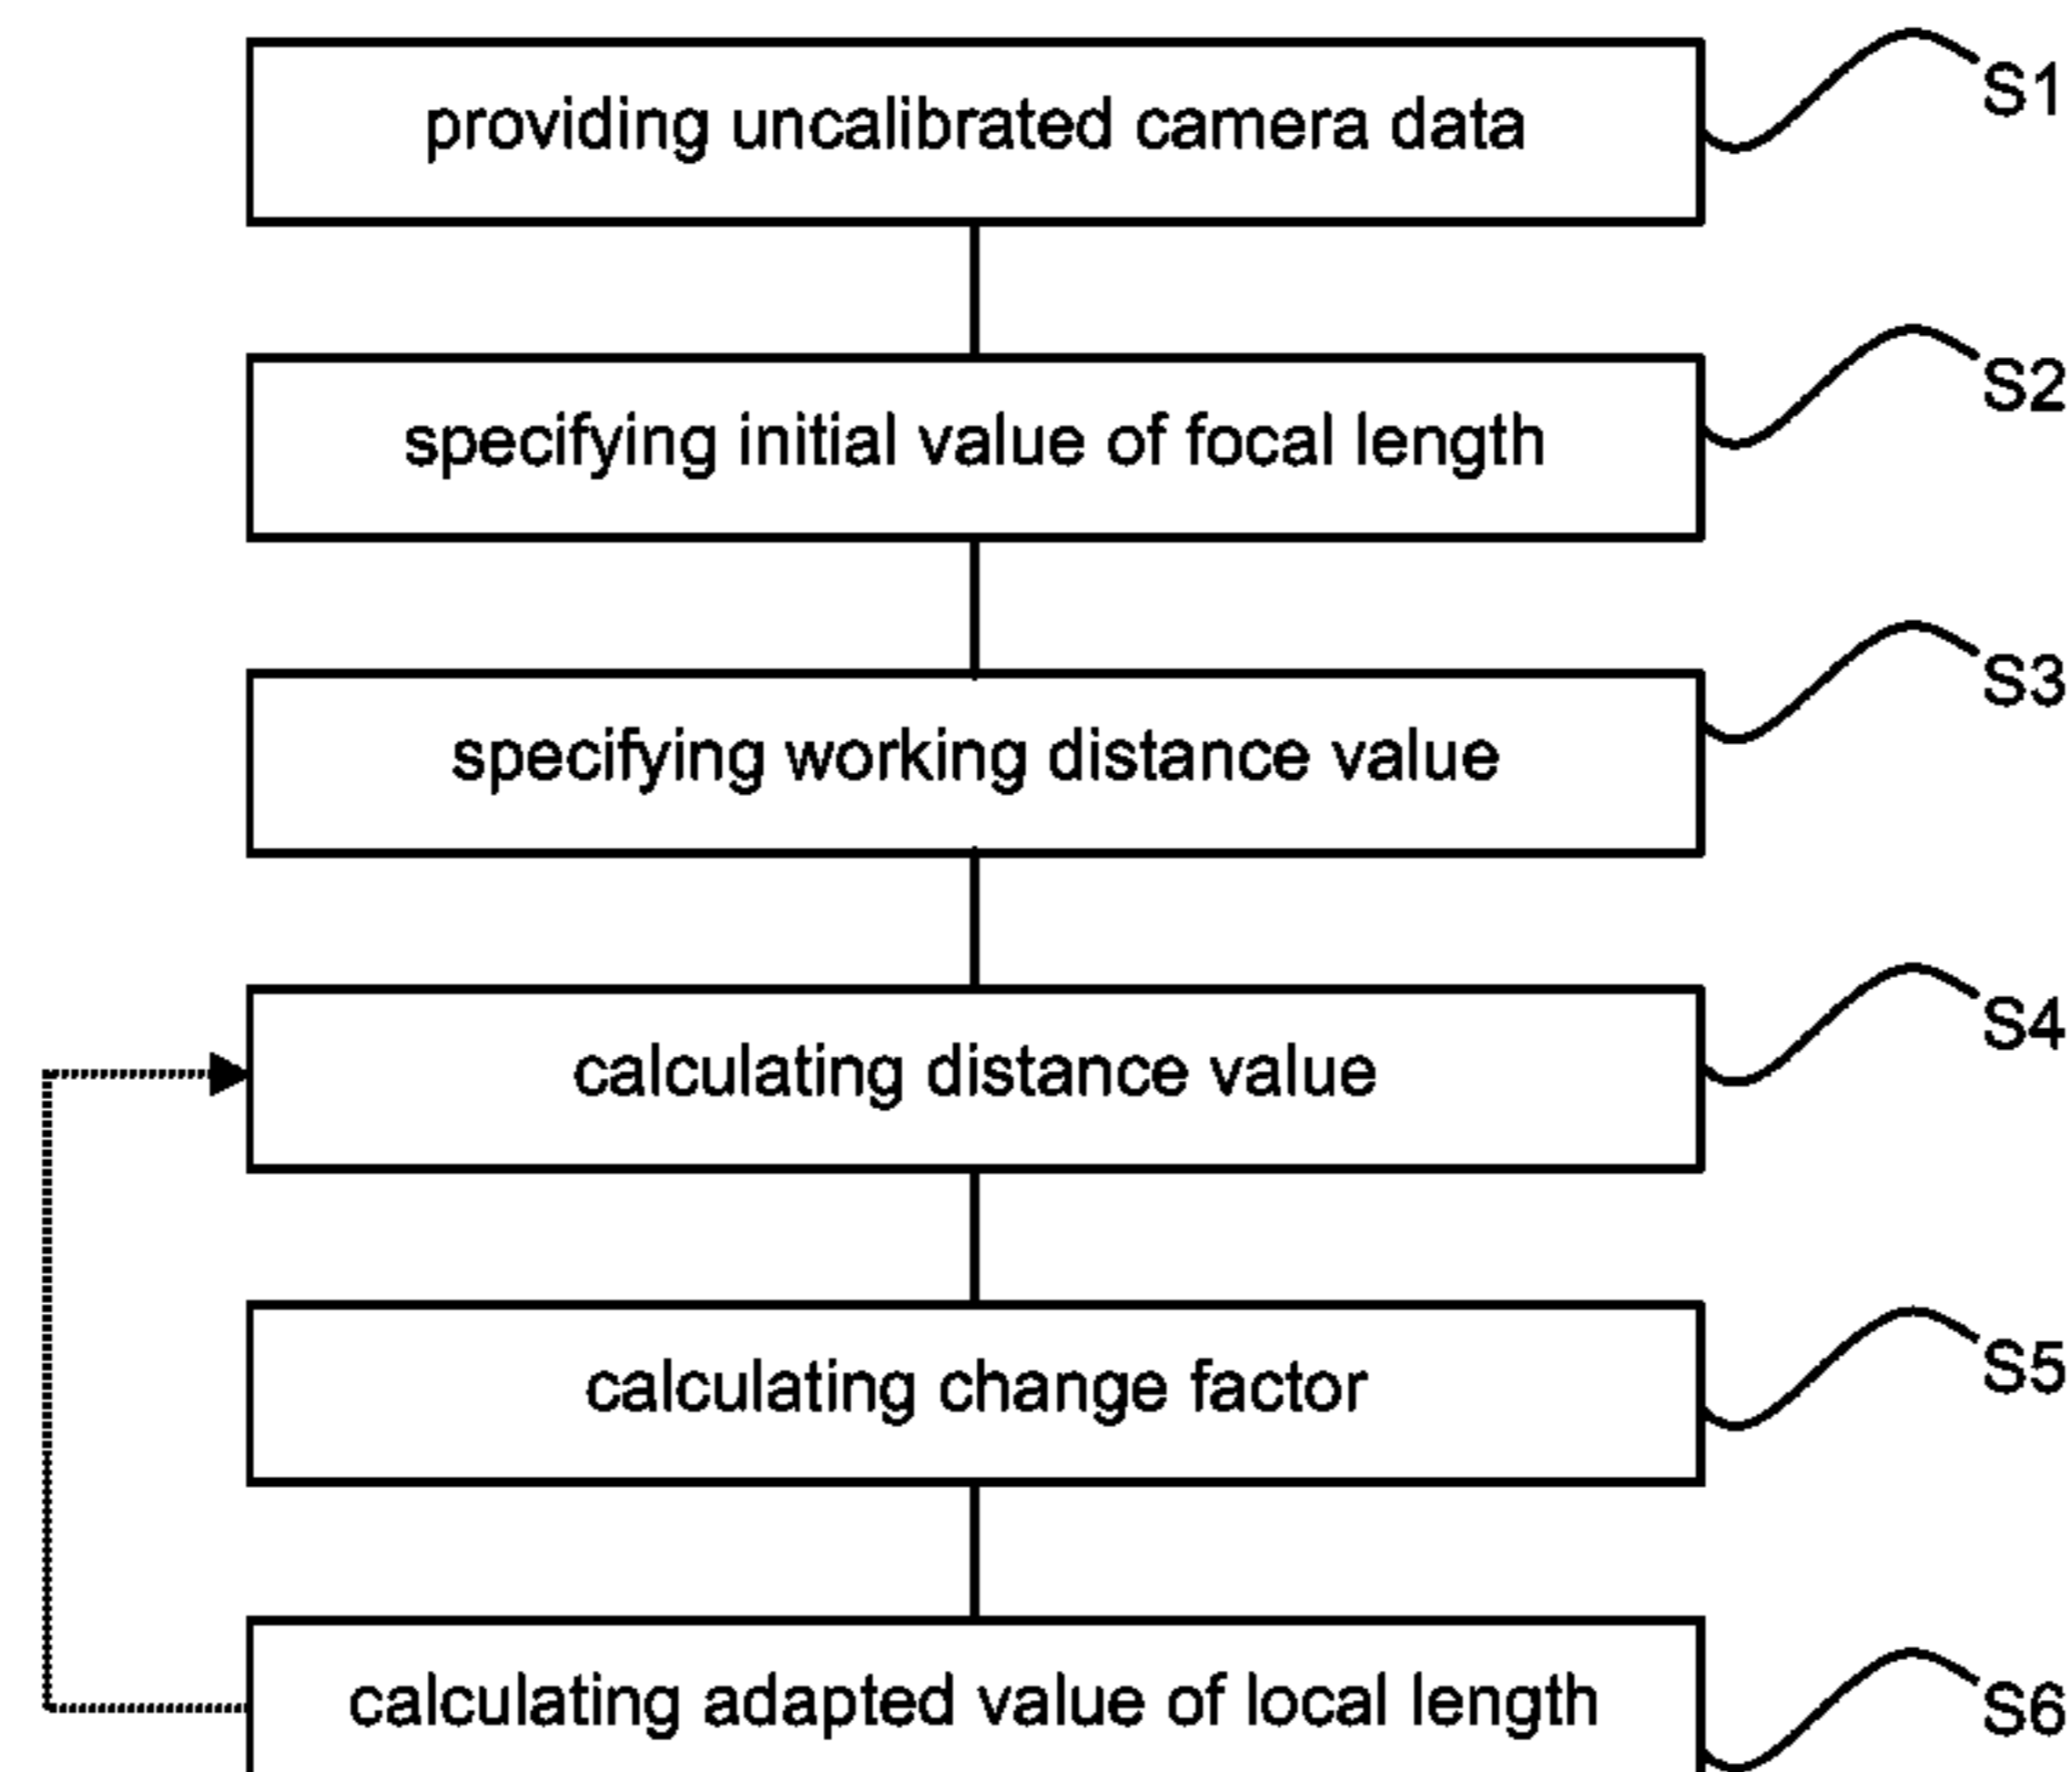 providing uncalibrated camera data
S1
specifying initial value of focal length
S2
specifying working distance value
S3
calculating distance value
S4
calculating change factor
S5
calculating adapted value of local length
S6